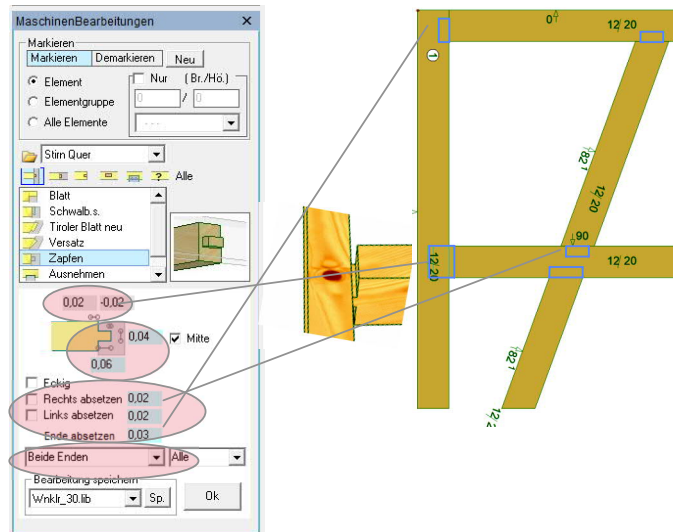 MaschinenBearbeitungen
Markieren
Markieren Demarkieren Neu
Element
Nur ( Br./Hö.)
Elementgruppe
0 / 0
Alle Elemente
---
Stirn Quer
? Alle
Blatt
Schwalb.s.
Tiroler Blatt neu
Versatz
Zapfen
Ausnehmen
0,02 -0,02
0,04 Mitte
0,06
Eckig
Rechts absetzen 0,02
Links absetzen 0,02
Ende absetzen 0,03
Beide Enden Alle
Bearbeitung speichern
Wnklr_30.lib Sp. Ok
0 12/20
1
82.1
12/20
90
12/20
12/20
82.1